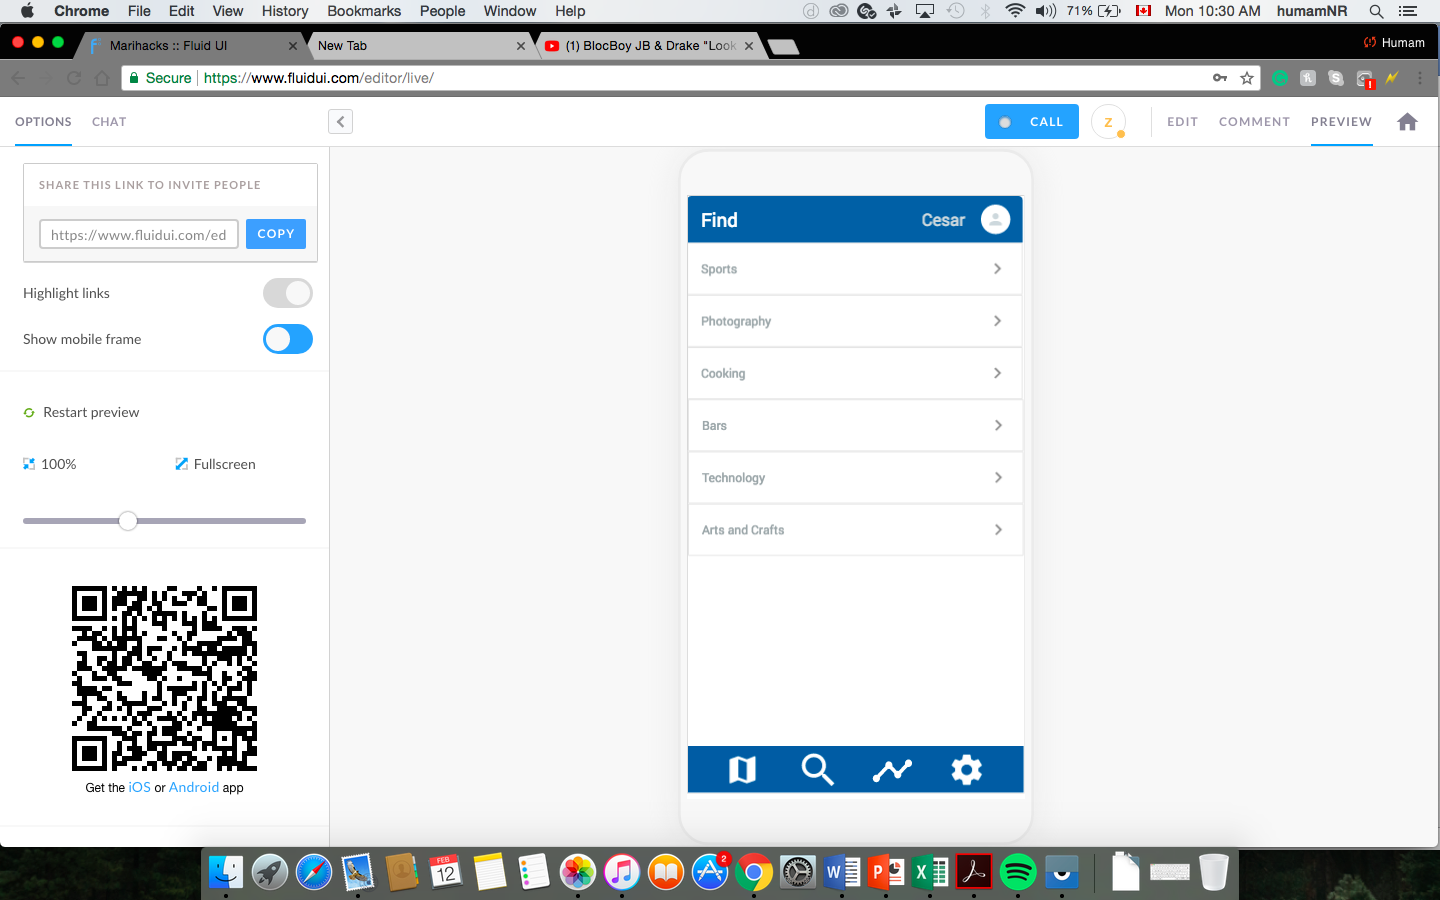 Chrome File Edit View History Bookmarks People Window Help 71% Mon 10:30 AM humamNR
Marihacks :: Fluid UI New Tab (1) BlocBoy JB & Drake "Look Humam
Secure https://www.fluidui.com/editor/live/
OPTIONS CHAT CALL Z EDIT COMMENT PREVIEW
SHARE THIS LINK TO INVITE PEOPLE
https://www.fluidui.com/ed COPY
Highlight links
Show mobile frame
Restart preview
100% Fullscreen
Get the iOS or Android app
Find Cesar
Sports
Photography
Cooking
Bars
Technology
Arts and Crafts
FEB
12
2
W P X